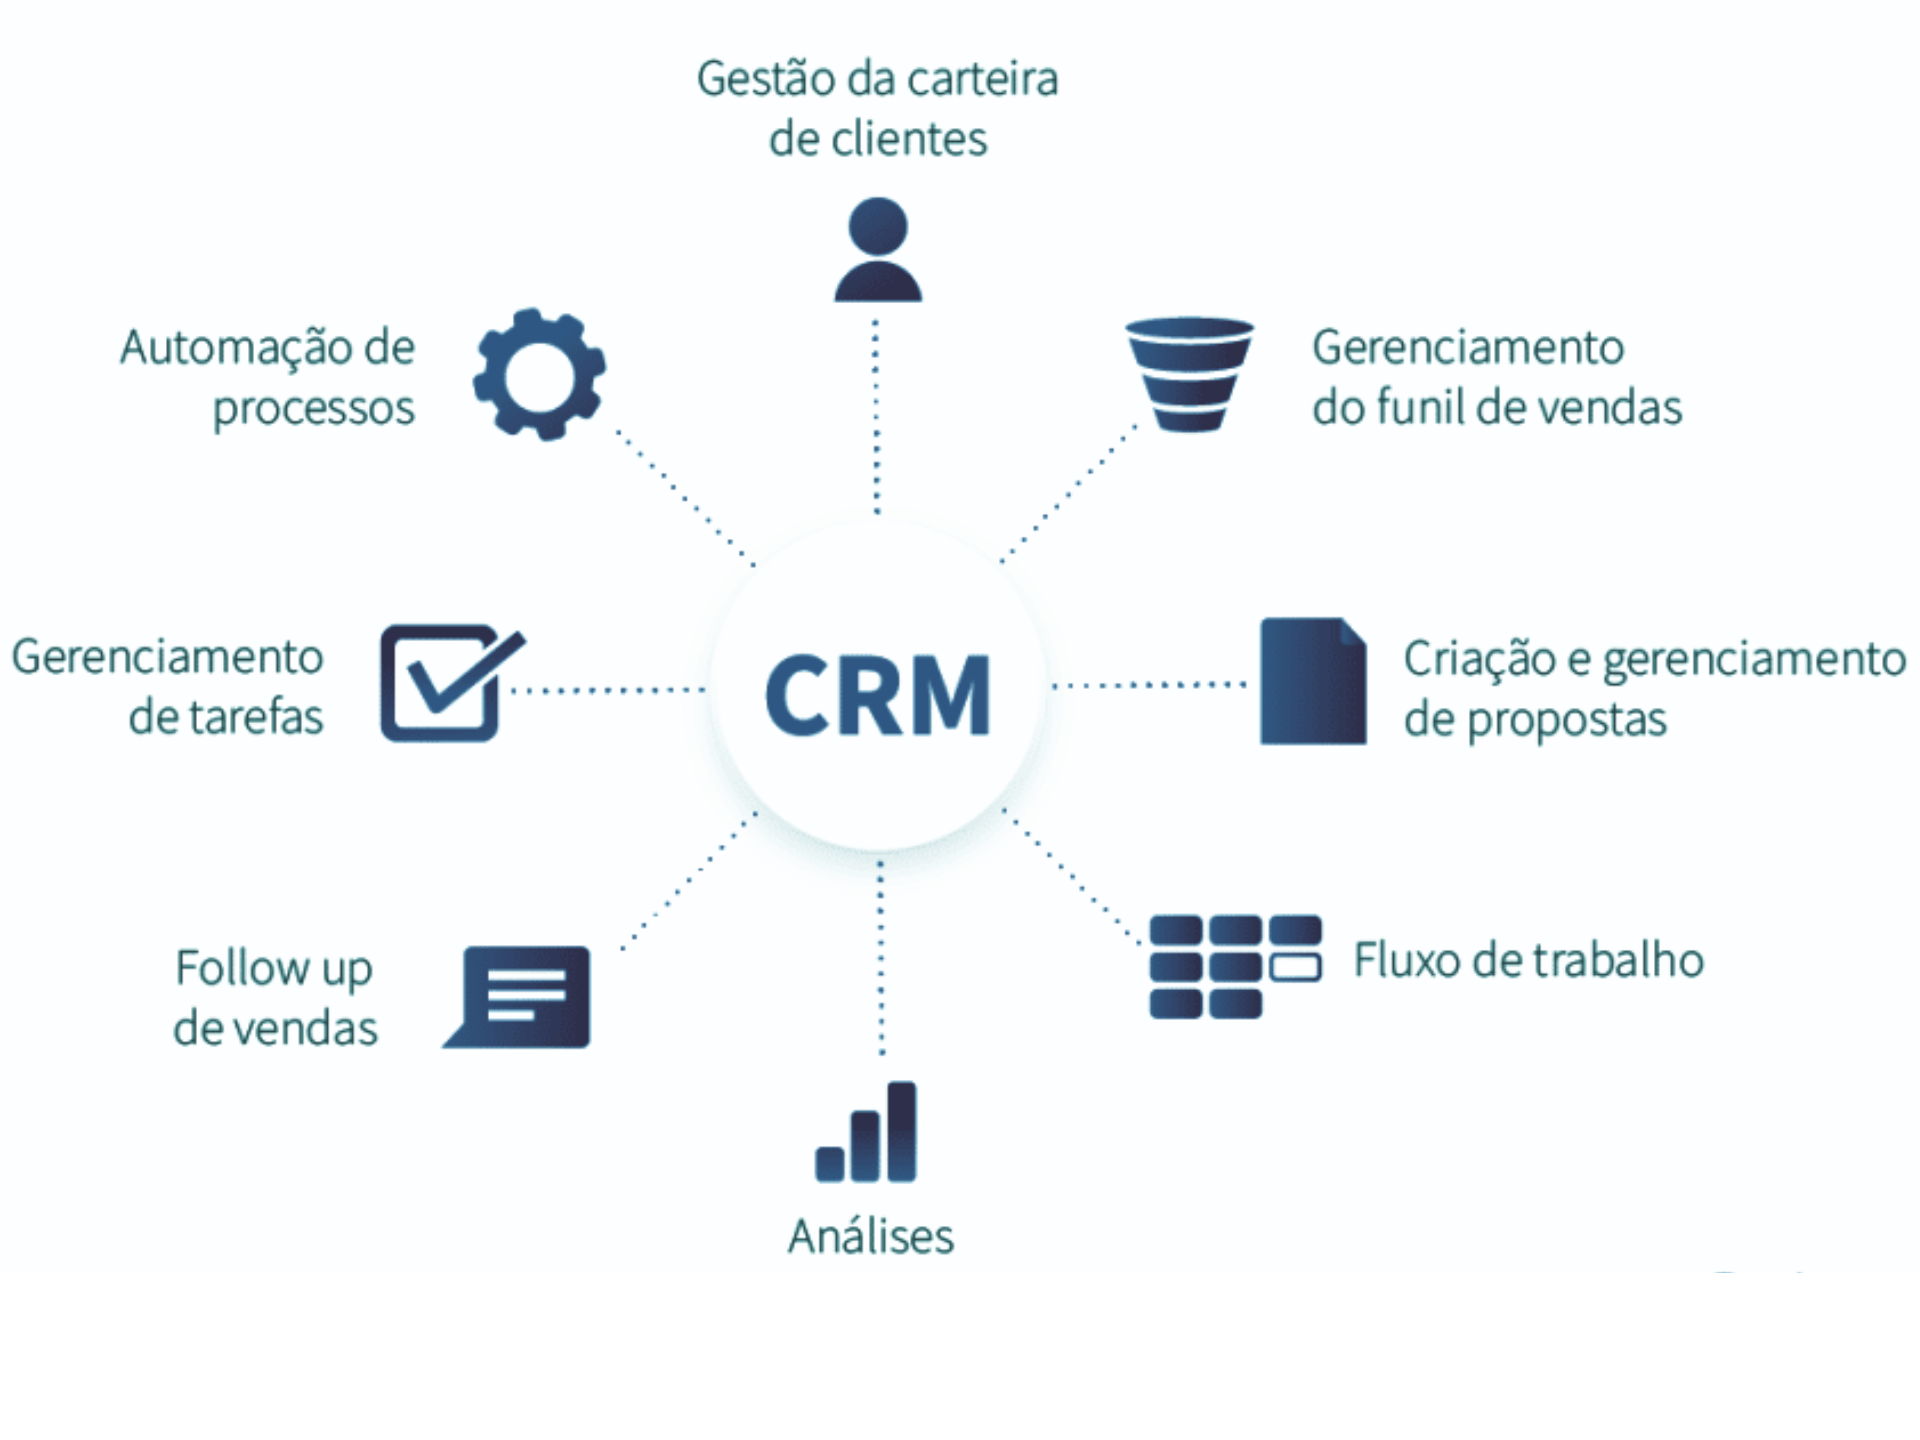 Gestão da carteira
de clientes
Automação de
processos
Gerenciamento
do funil de vendas
Gerenciamento
de tarefas
CRM
Criação e gerenciamento
de propostas
Follow up
de vendas
Fluxo de trabalho
Análises